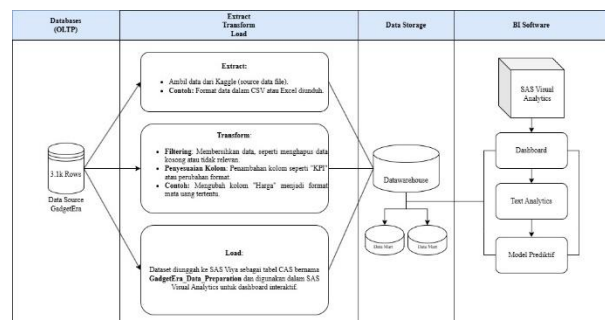 Databases
(OLTP)
Extract
Transform
Load
Data Storage
BI Software
3.1k Rows
Data Source
GadgetEra
Extract:
Ambil data dari Kaggle (source data file).
Contoh: Format data dalam CSV atau Excel diunduh.
Transform:
Filtering: Membersihkan data, seperti menghapus data
kosong atau tidak relevan.
Penyesuaian Kolom: Penambahan kolom seperti "KPI"
atau perubahan format.
Contoh: Mengubah kolom "Harga" menjadi format
mata uang tertentu.
Load:
Dataset diunggah ke SAS Viya sebagai tabel CAS bernama
GadgetEra_Data_Preparation dan digunakan dalam SAS
Visual Analytics untuk dashboard interaktif.
Datawarehouse
Data Mart
Data Mart
SAS Visual
Analytics
Dashboard
Text Analytics
Model Prediktif